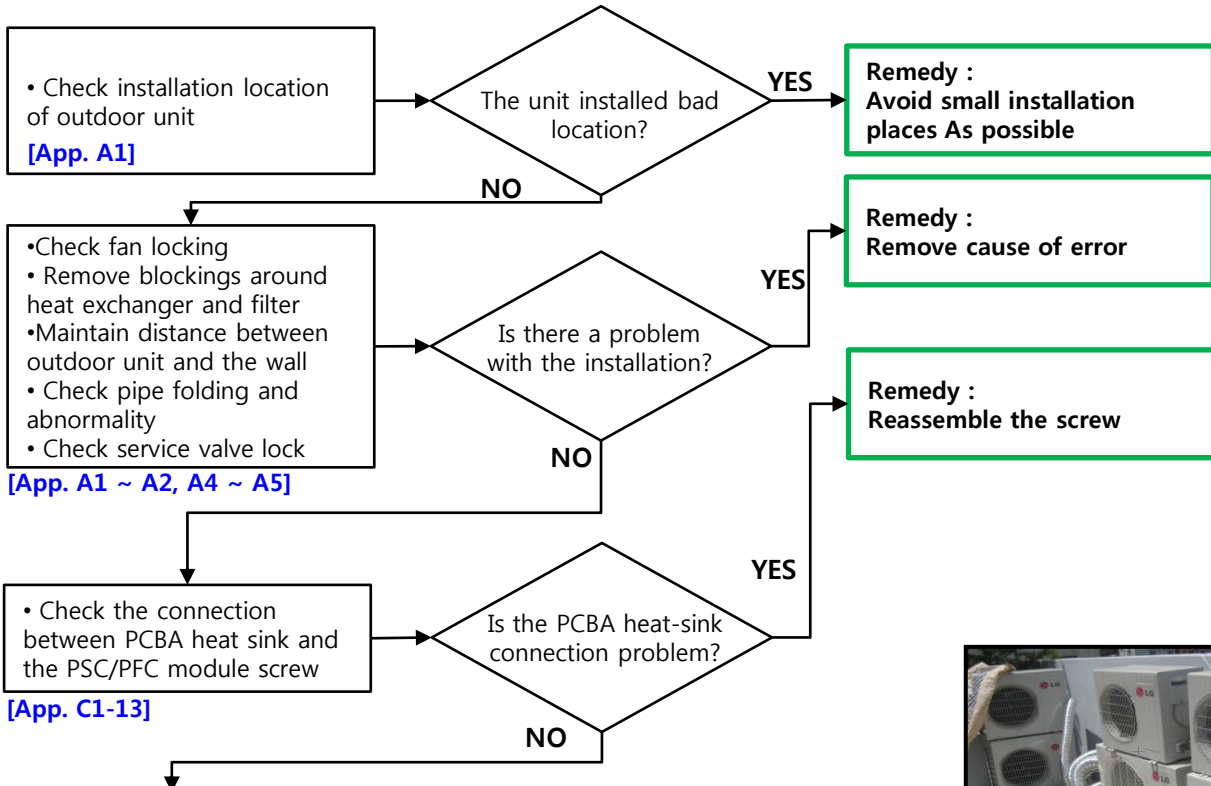 • Check installation location
of outdoor unit
[App. A1]
The unit installed bad
location?
YES
Remedy :
Avoid small installation
places As possible
NO
•Check fan locking
• Remove blockings around
heat exchanger and filter
•Maintain distance between
outdoor unit and the wall
• Check pipe folding and
abnormality
• Check service valve lock
[App. A1 ~ A2, A4 ~ A5]
Is there a problem
with the installation?
YES
Remedy :
Remove cause of error
NO
• Check the connection
between PCBA heat sink and
the PSC/PFC module screw
[App. C1-13]
Is the PCBA heat-sink
connection problem?
YES
Remedy :
Reassemble the screw
NO
LG
LG
LG
LG